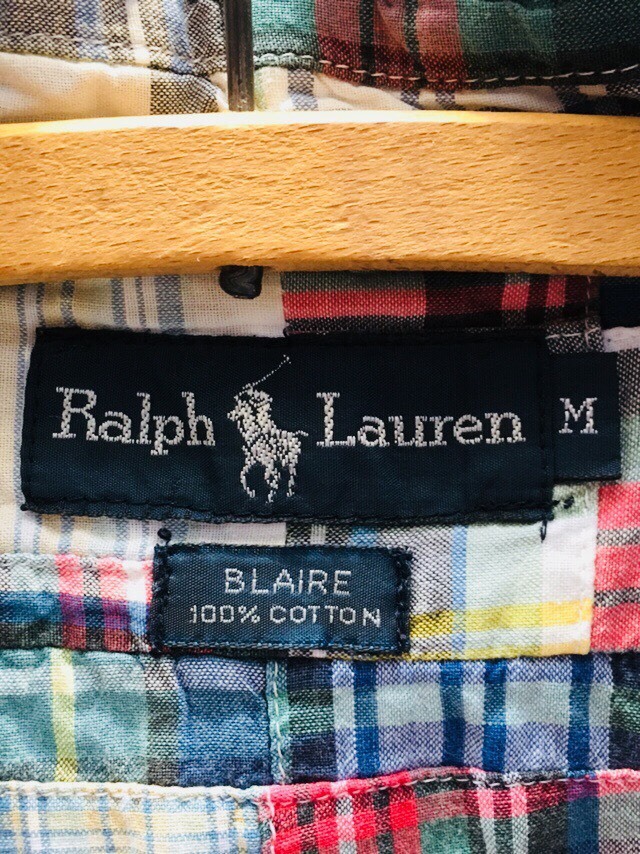 Ralph Lauren M
BLAIRE
100% COTTON